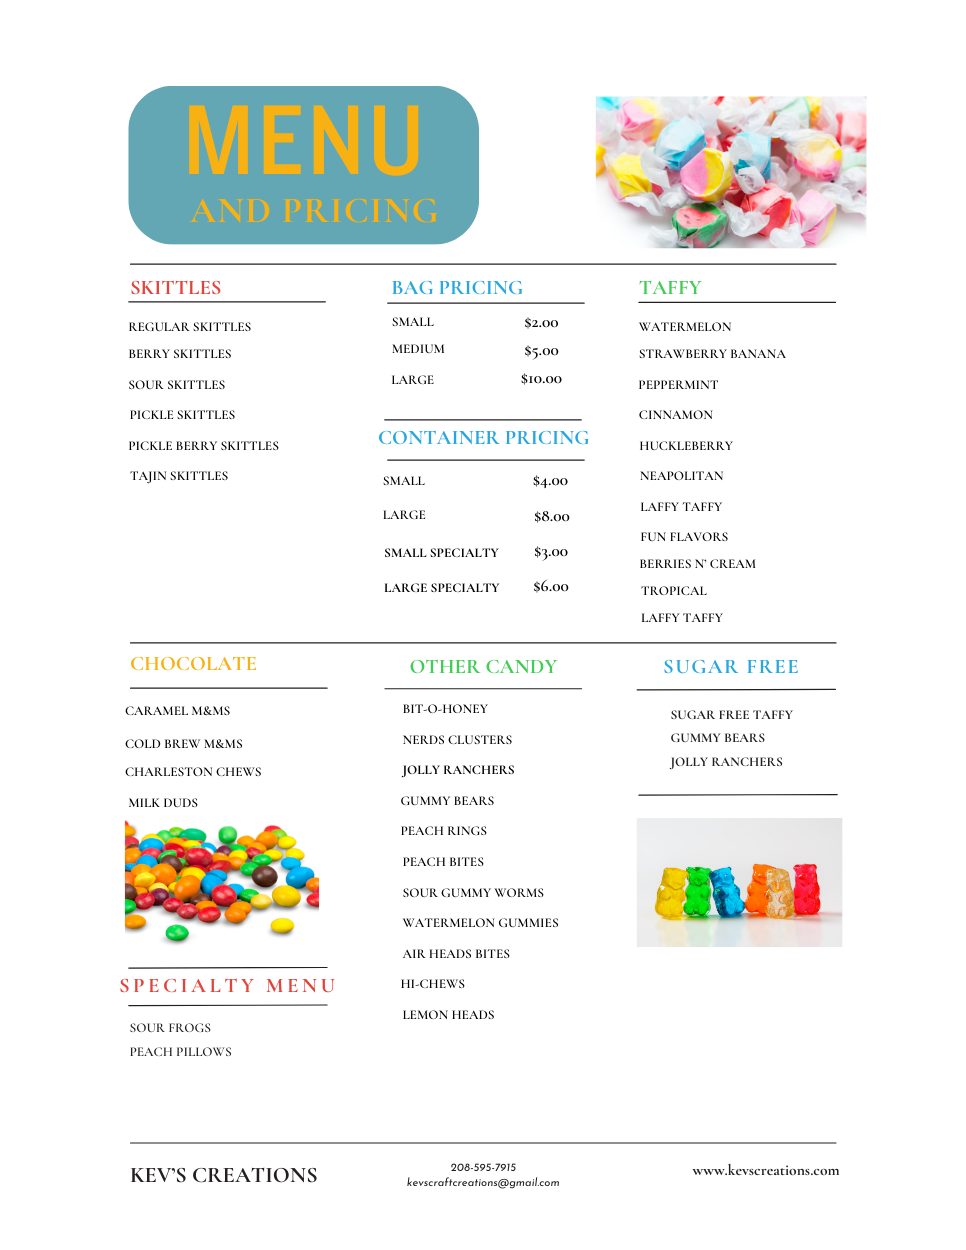 MENU
AND PRICING
SKITTLES
REGULAR SKITTLES
BERRY SKITTLES
SOUR SKITTLES
PICKLE SKITTLES
PICKLE BERRY SKITTLES
TAJIN SKITTLES
BAG PRICING
SMALL $2.00
MEDIUM $5.00
LARGE $10.00
CONTAINER PRICING
SMALL $4.00
LARGE $8.00
SMALL SPECIALTY $3.00
LARGE SPECIALTY $6.00
TAFFY
WATERMELON
STRAWBERRY BANANA
PEPPERMINT
CINNAMON
HUCKLEBERRY
NEAPOLITAN
LAFFY TAFFY
FUN FLAVORS
BERRIES N' CREAM
TROPICAL
LAFFY TAFFY
CHOCOLATE
CARAMEL M&MS
COLD BREW M&MS
CHARLESTON CHEWS
MILK DUDS
SPECIALTY MENU
SOUR FROGS
PEACH PILLOWS
OTHER CANDY
BIT-O-HONEY
NERDS CLUSTERS
JOLLY RANCHERS
GUMMY BEARS
PEACH RINGS
PEACH BITES
SOUR GUMMY WORMS
WATERMELON GUMMIES
AIR HEADS BITES
HI-CHEWS
LEMON HEADS
SUGAR FREE
SUGAR FREE TAFFY
GUMMY BEARS
JOLLY RANCHERS
KEV'S CREATIONS
208-595-7915
kevscraftcreations@gmail.com
www.kevscreations.com